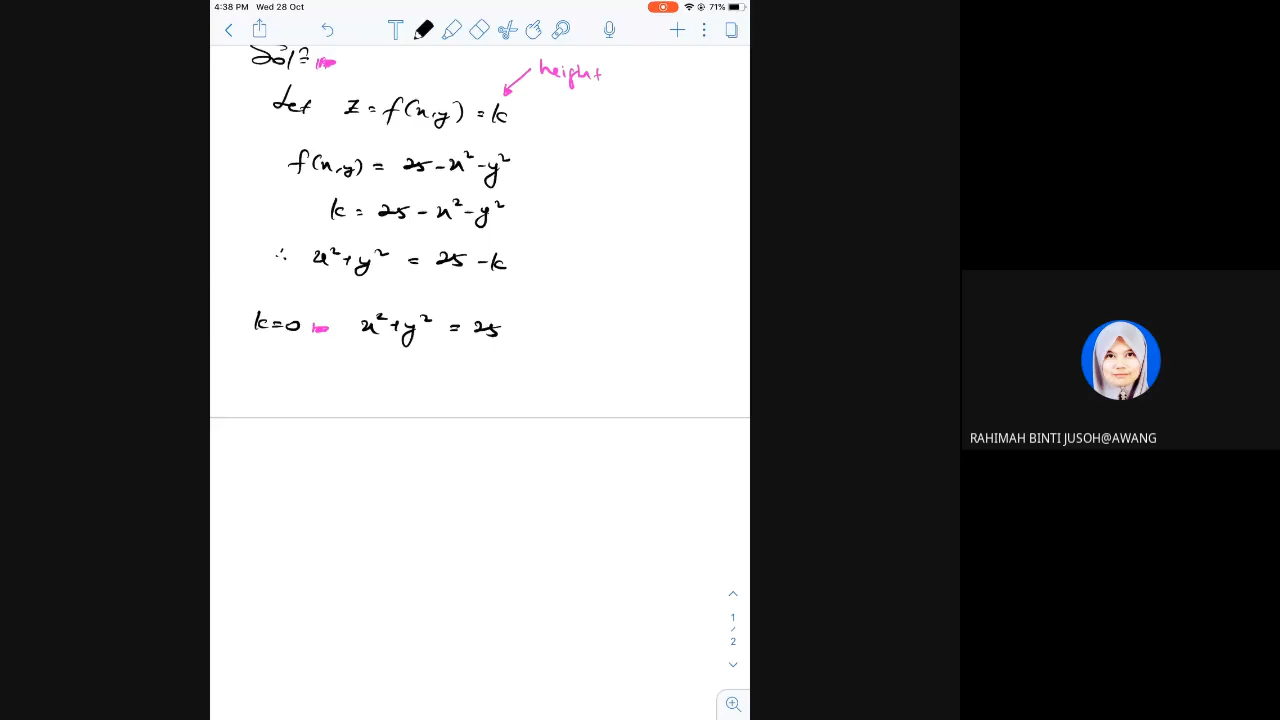 4:38 PM Wed 28 Oct
71%
Solⁿ:-
height
Let z = f(x,y) = k
f(x,y) = 25 - x² - y²
k = 25 - x² - y²
∴ x² + y² = 25 - k
k = 0 :- x² + y² = 25
RAHIMAH BINTI JUSOH@AWANG
1
/
2